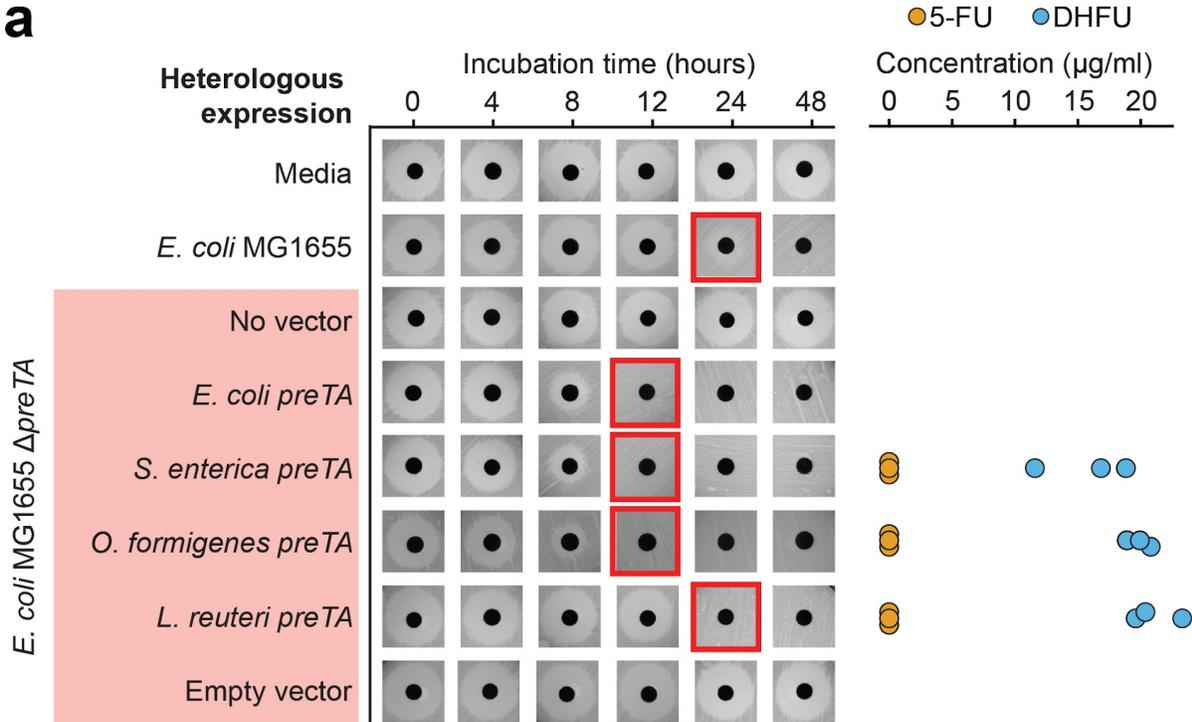 a
5-FU DHFU
Heterologous
expression
Incubation time (hours)
0 4 8 12 24 48
Concentration (µg/ml)
0 5 10 15 20
Media
E. coli MG1655
E. coli MG1655 ΔpreTA
No vector
E. coli preTA
S. enterica preTA
O. formigenes preTA
L. reuteri preTA
Empty vector